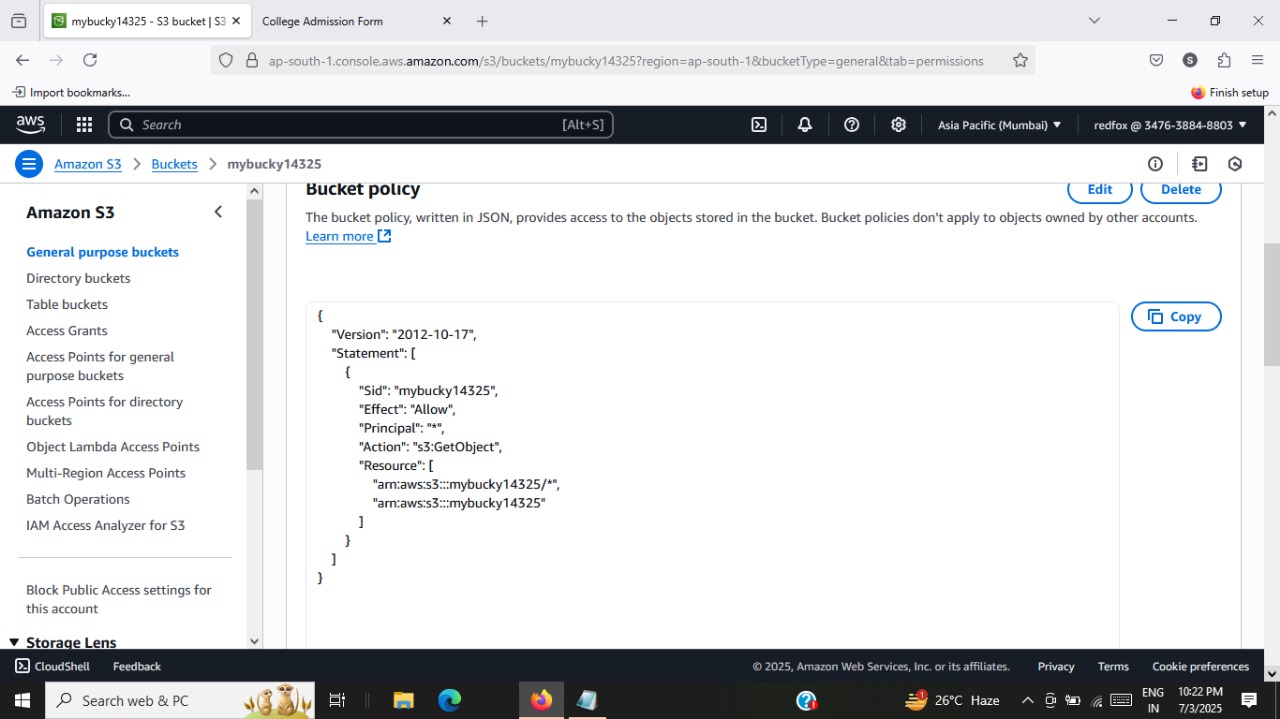 mybucky14325 - S3 bucket | S3
College Admission Form
ap-south-1.console.aws.amazon.com/s3/buckets/mybucky14325?region=ap-south-1&bucketType=general&tab=permissions
S
Import bookmarks...
Finish setup
aws
Search
[Alt+S]
Asia Pacific (Mumbai)
redfox @ 3476-3884-8803
Amazon S3
Buckets
mybucky14325
Amazon S3
General purpose buckets
Directory buckets
Table buckets
Access Grants
Access Points for general
purpose buckets
Access Points for directory
buckets
Object Lambda Access Points
Multi-Region Access Points
Batch Operations
IAM Access Analyzer for S3
Block Public Access settings for
this account
Storage Lens
Bucket policy
Edit
Delete
The bucket policy, written in JSON, provides access to the objects stored in the bucket. Bucket policies don't apply to objects owned by other accounts.
Learn more
Copy
{
"Version": "2012-10-17",
"Statement": [
{
"Sid": "mybucky14325",
"Effect": "Allow",
"Principal": "*",
"Action": "s3:GetObject",
"Resource": [
"arn:aws:s3:::mybucky14325/*",
"arn:aws:s3:::mybucky14325"
]
}
]
}
CloudShell
Feedback
© 2025, Amazon Web Services, Inc. or its affiliates.
Privacy
Terms
Cookie preferences
Search web & PC
1
26°C Haze
ENG
IN
10:22 PM
7/3/2025